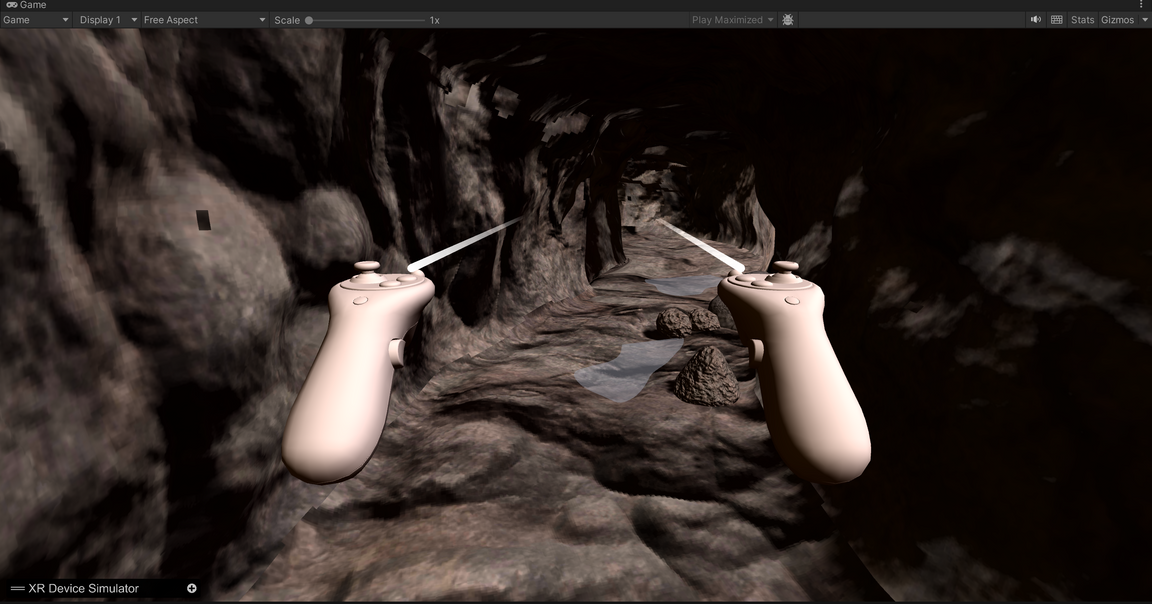 Game
Game Display 1 Free Aspect Scale 1x Play Maximized Stats Gizmos
XR Device Simulator